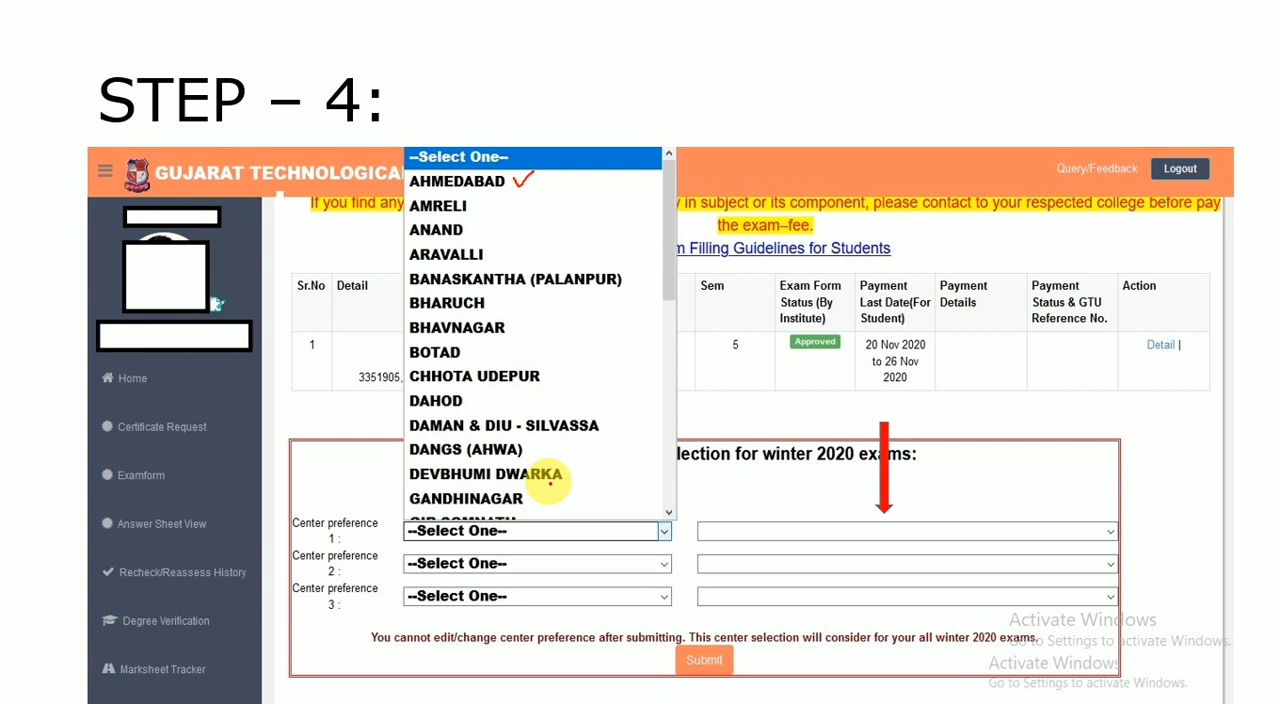 STEP – 4:
GUJARAT TECHNOLOGICA
Query/Feedback
Logout
If you find any
y in subject or its component, please contact to your respected college before pay
the exam–fee.
m Filling Guidelines for Students
Sr.No
Detail
Sem
Exam Form
Status (By
Institute)
Payment
Last Date(For
Student)
Payment
Details
Payment
Status & GTU
Reference No.
Action
1
3351905,
5
Approved
20 Nov 2020
to 26 Nov
2020
Detail |
--Select One--
AHMEDABAD
AMRELI
ANAND
ARAVALLI
BANASKANTHA (PALANPUR)
BHARUCH
BHAVNAGAR
BOTAD
CHHOTA UDEPUR
DAHOD
DAMAN & DIU - SILVASSA
DANGS (AHWA)
DEVBHUMI DWARKA
GANDHINAGAR
Home
Certificate Request
Examform
Answer Sheet View
Recheck/Reassess History
Degree Verification
Marksheet Tracker
lection for winter 2020 exams:
Center preference
1 :
--Select One--
Center preference
2 :
--Select One--
Center preference
3 :
--Select One--
You cannot edit/change center preference after submitting. This center selection will consider for your all winter 2020 exams.
Submit
Activate Windows
Go to Settings to activate Windows.
Activate Windows
Go to Settings to activate Windows.